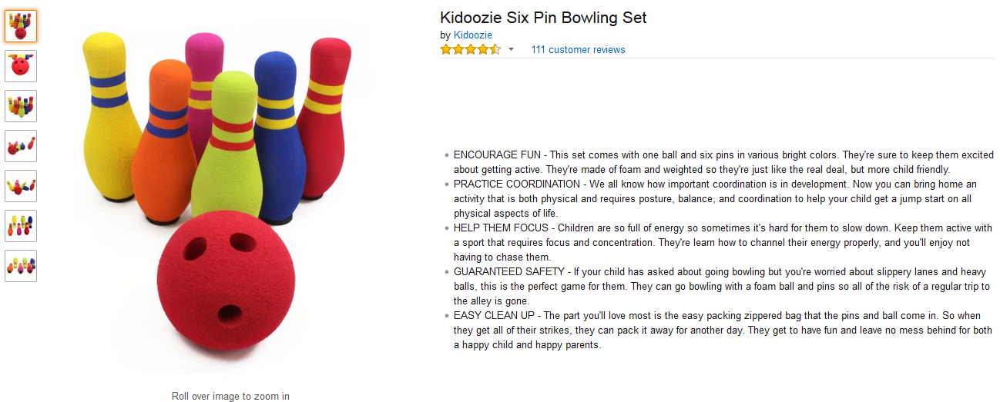 Kidoozie Six Pin Bowling Set
by Kidoozie
111 customer reviews
ENCOURAGE FUN - This set comes with one ball and six pins in various bright colors. They're sure to keep them excited
about getting active. They're made of foam and weighted so they're just like the real deal, but more child friendly.
PRACTICE COORDINATION - We all know how important coordination is in development. Now you can bring home an
activity that is both physical and requires posture, balance, and coordination to help your child get a jump start on all
physical aspects of life.
HELP THEM FOCUS - Children are so full of energy so sometimes it's hard for them to slow down. Keep them active with
a sport that requires focus and concentration. They're learn how to channel their energy properly, and you'll enjoy not
having to chase them.
GUARANTEED SAFETY - If your child has asked about going bowling but you're worried about slippery lanes and heavy
balls, this is the perfect game for them. They can go bowling with a foam ball and pins so all of the risk of a regular trip to
the alley is gone.
EASY CLEAN UP - The part you'll love most is the easy packing zippered bag that the pins and ball come in. So when
they get all of their strikes, they can pack it away for another day. They get to have fun and leave no mess behind for both
a happy child and happy parents.
Roll over image to zoom in